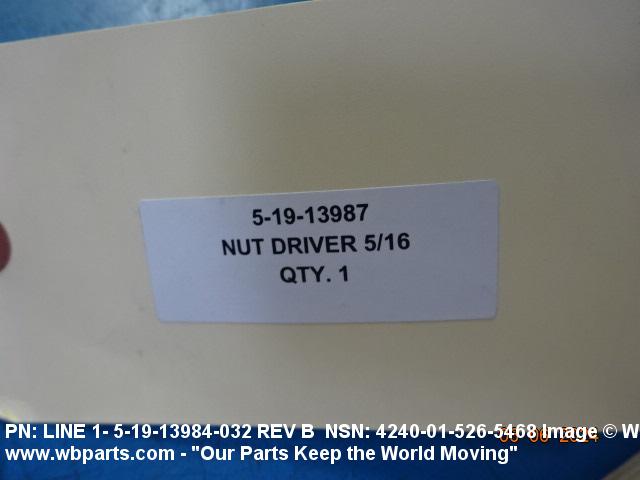 5-19-13987
NUT DRIVER 5/16
QTY. 1
PN: LINE 1- 5-19-13984-032 REV B NSN: 4240-01-526-5468 Image © W
www.wbparts.com - "Our Parts Keep the World Moving"